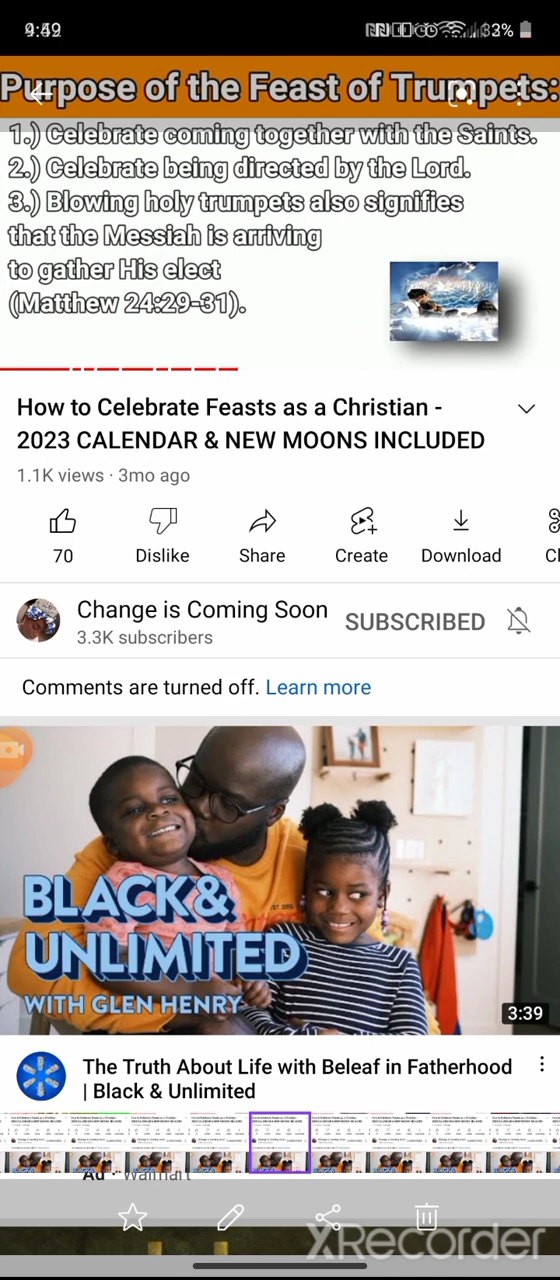 33%
Purpose of the Feast of Trumpets:
1.) Celebrate coming together with the Saints.
2.) Celebrate being directed by the Lord.
3.) Blowing holy trumpets also signifies
that the Messiah is arriving
to gather His elect
(Matthew 24:29-31).
How to Celebrate Feasts as a Christian -
2023 CALENDAR & NEW MOONS INCLUDED
1.1K views · 3mo ago
70
Dislike
Share
Create
Download
SUBSCRIBED
Change is Coming Soon
3.3K subscribers
Comments are turned off. Learn more
BLACK&
UNLIMITED
WITH GLEN HENRY
3:39
The Truth About Life with Beleaf in Fatherhood
| Black & Unlimited
Ad · Walmart
XRecorder